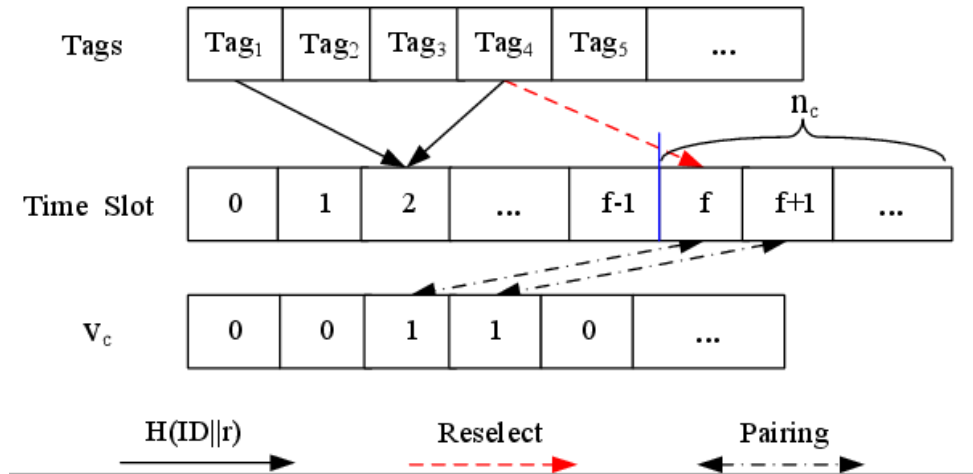 Tags Tag1 Tag2 Tag3 Tag4 Tag5 ...
nc
Time Slot 0 1 2 ... f-1 f f+1 ...
vc 0 0 1 1 0 ...
H(ID||r) Reselect Pairing